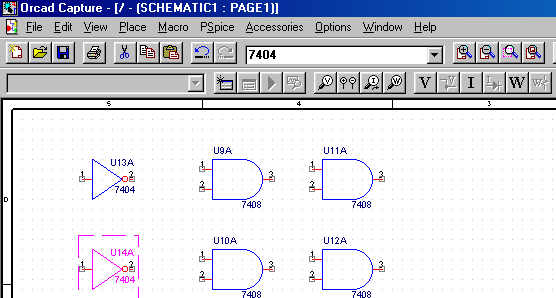 Orcad Capture - [/ - (SCHEMATIC1 : PAGE1)]
File Edit View Place Macro PSpice Accessories Options Window Help
7404
V I W
5 4 3
U13A U9A U11A
1 2 1 2 3 1 2 3
7404 7408 7408
D
U14A U10A U12A
1 2 1 2 3 1 2 3
7404 7408 7408